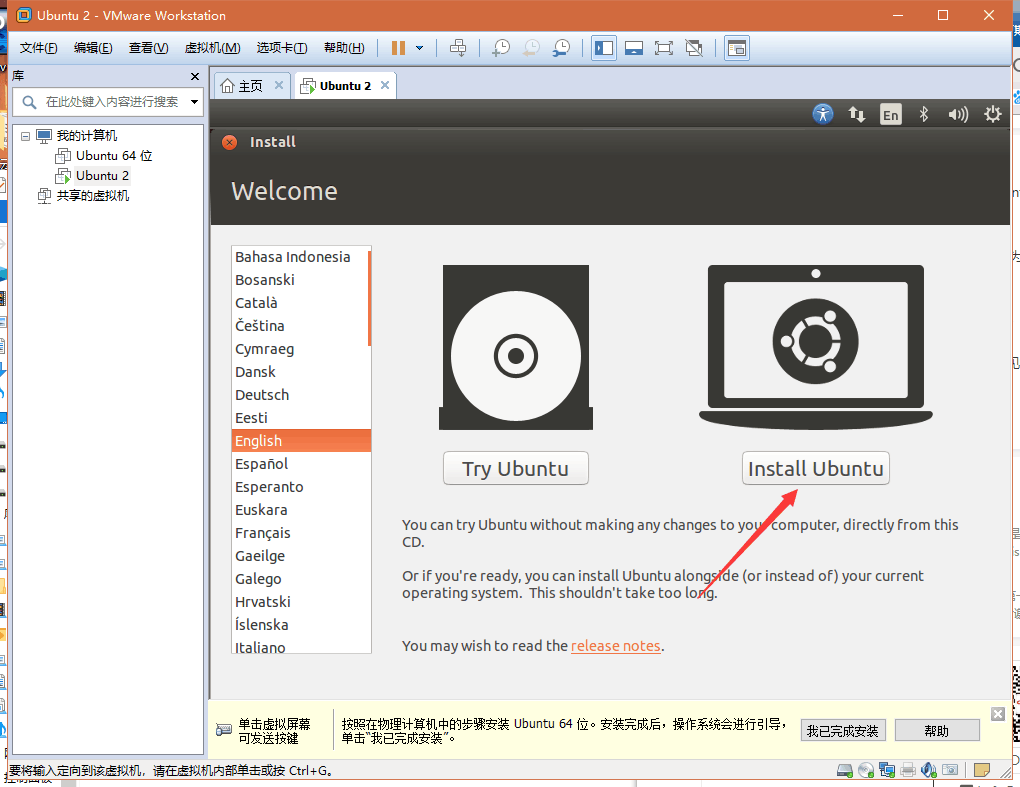 Ubuntu 2 - VMware Workstation
文件(F) 编辑(E) 查看(V) 虚拟机(M) 选项卡(T) 帮助(H)
库
在此处键入内容进行搜索
我的计算机
Ubuntu 64 位
Ubuntu 2
共享的虚拟机
主页 Ubuntu 2
En
Install
Welcome
Bahasa Indonesia
Bosanski
Català
Čeština
Cymraeg
Dansk
Deutsch
Eesti
English
Español
Esperanto
Euskara
Français
Gaeilge
Galego
Hrvatski
Íslenska
Italiano
Try Ubuntu
Install Ubuntu
You can try Ubuntu without making any changes to your computer, directly from this
CD.
Or if you're ready, you can install Ubuntu alongside (or instead of) your current
operating system. This shouldn't take too long.
You may wish to read the release notes.
单击虚拟屏幕
可发送按键
按照在物理计算机中的步骤安装 Ubuntu 64 位。安装完成后，操作系统会进行引导，
单击“我已完成安装”。
我已完成安装
帮助
要将输入定向到该虚拟机，请在虚拟机内部单击或按 Ctrl+G。